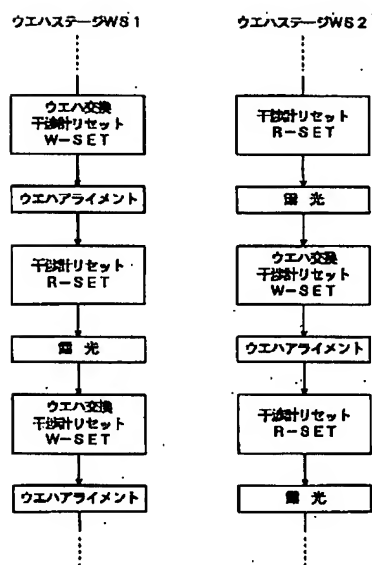 ウエハステージWS1
ウエハ交換
干渉計リセット
W-SET
ウエハアライメント
干渉計リセット
R-SET
露 光
ウエハ交換
干渉計リセット
W-SET
ウエハアライメント
ウエハステージWS2
干渉計リセット
R-SET
露 光
ウエハ交換
干渉計リセット
W-SET
ウエハアライメント
干渉計リセット
R-SET
露 光